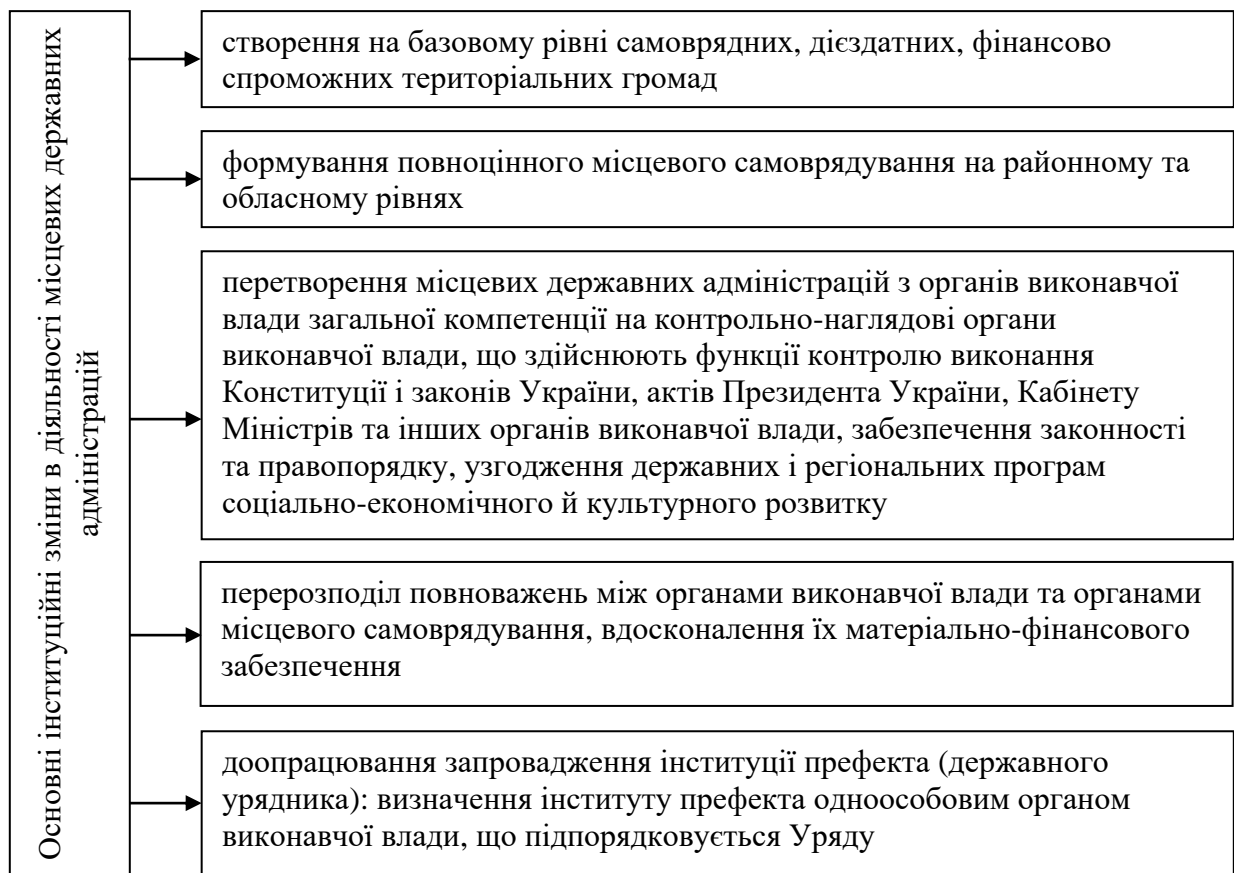 Основні інституційні зміни в діяльності місцевих державних
адміністрацій
створення на базовому рівні самоврядних, дієздатних, фінансово
спроможних територіальних громад
формування повноцінного місцевого самоврядування на районному та
обласному рівнях
перетворення місцевих державних адміністрацій з органів виконавчої
влади загальної компетенції на контрольно-наглядові органи
виконавчої влади, що здійснюють функції контролю виконання
Конституції і законів України, актів Президента України, Кабінету
Міністрів та інших органів виконавчої влади, забезпечення законності
та правопорядку, узгодження державних і регіональних програм
соціально-економічного й культурного розвитку
перерозподіл повноважень між органами виконавчої влади та органами
місцевого самоврядування, вдосконалення їх матеріально-фінансового
забезпечення
доопрацювання запровадження інституції префекта (державного
урядника): визначення інституту префекта одноособовим органом
виконавчої влади, що підпорядковується Уряду